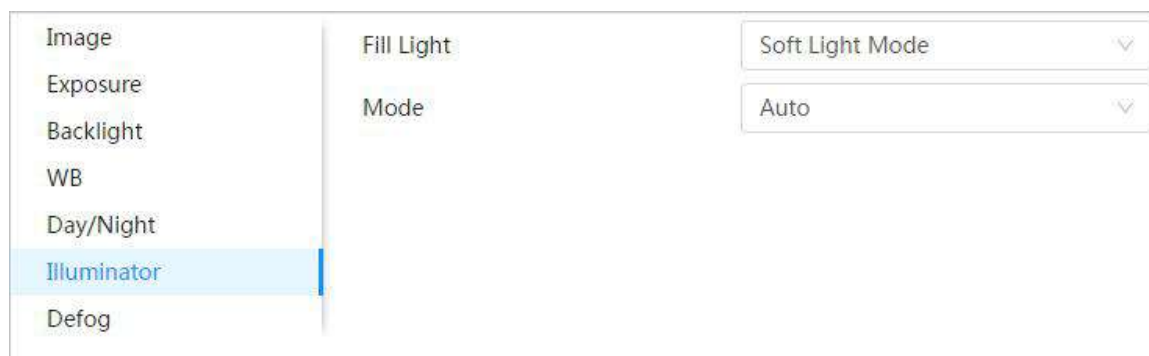 Image
Exposure
Backlight
WB
Day/Night
Illuminator
Defog
Fill Light
Soft Light Mode
Mode
Auto